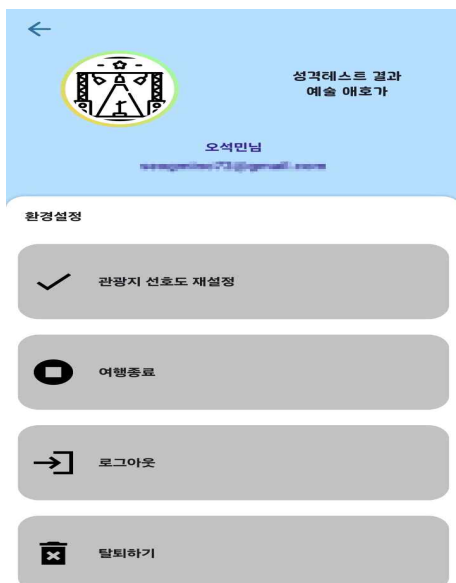 성격테스트 결과
예술 애호가
오석민님
환경설정
관광지 선호도 재설정
여행종료
로그아웃
탈퇴하기